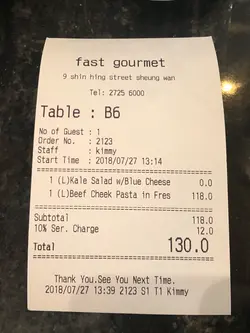 fast gourmet
9 shin hing street sheung wan
Tel: 2725 6000
Table : B6
No of Guest : 1
Order No. : 2123
Staff : kimmy
Start Time : 2018/07/27 13:14
==============================
1 (L)Kale Salad w/Blue Cheese 0.0
1 (L)Beef Cheek Pasta in Fres 118.0
==============================
Subtotal 118.0
10% Ser. Charge 12.0
Total 130.0
==============================
Thank You.See You Next Time.
2018/07/27 13:39 2123 S1 T1 Kimmy